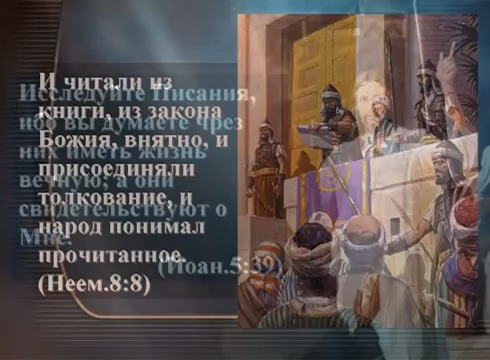 И читали из
книги, из закона
Божия, внятно, и
присоединяли
толкование, и
народ понимал
прочитанное.
(Неем.8:8)
Исследуйте Писания,
ибо вы думаете чрез
них иметь жизнь
вечную; а они
свидетельствуют о
Мне.
(Иоан.5:39)